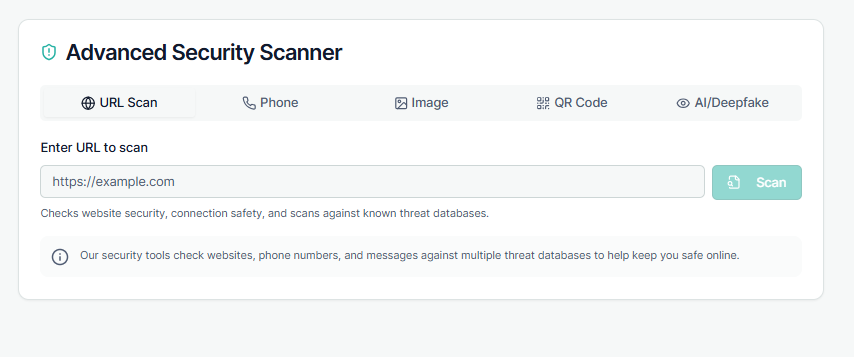 Advanced Security Scanner
URL Scan Phone Image QR Code AI/Deepfake
Enter URL to scan
https://example.com Scan
Checks website security, connection safety, and scans against known threat databases.
Our security tools check websites, phone numbers, and messages against multiple threat databases to help keep you safe online.